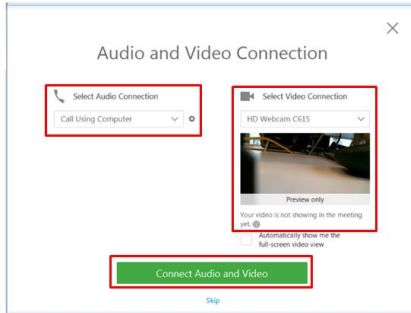 Audio and Video Connection
Select Audio Connection
Call Using Computer
Select Video Connection
HD Webcam C615
Preview only
Your video is not showing in the meeting
yet.
Automatically show me the
full-screen video view
Connect Audio and Video
Skip